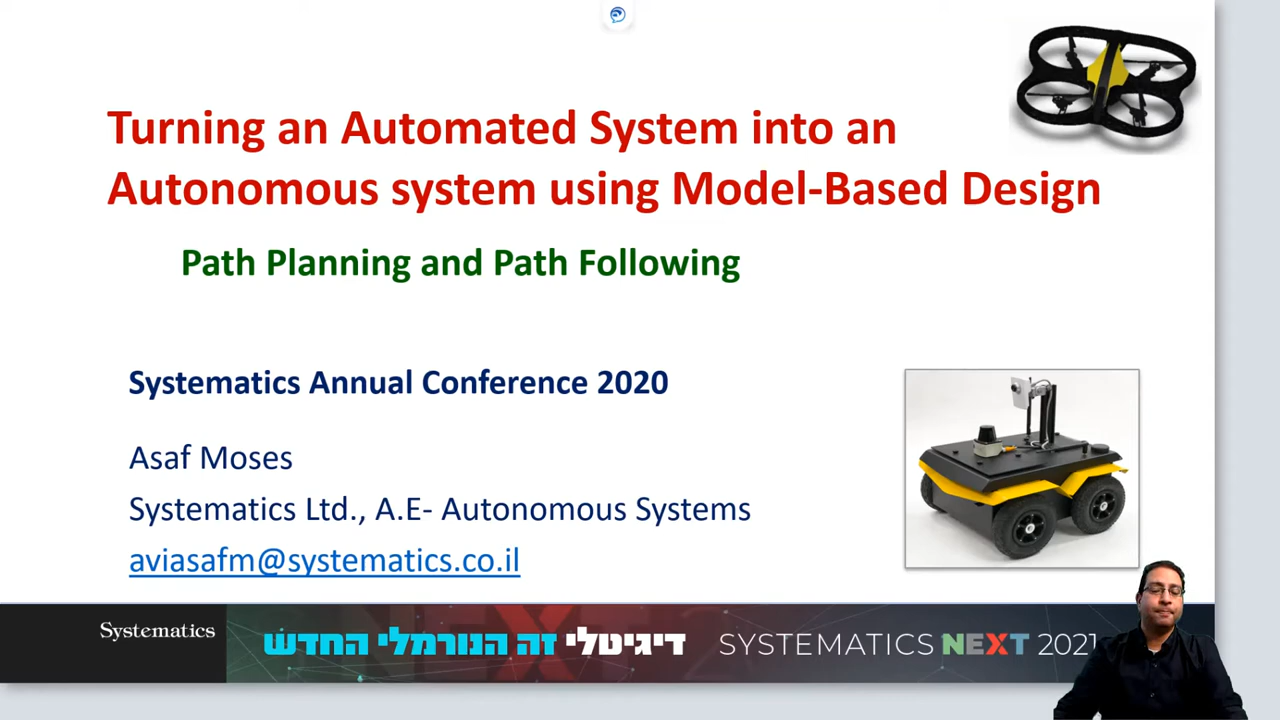 Turning an Automated System into an
Autonomous system using Model-Based Design
Path Planning and Path Following
Systematics Annual Conference 2020
Asaf Moses
Systematics Ltd., A.E- Autonomous Systems
aviasafm@systematics.co.il
Systematics
דיגיטלי זה הנורמלי החדש
SYSTEMATICS NEXT 2021